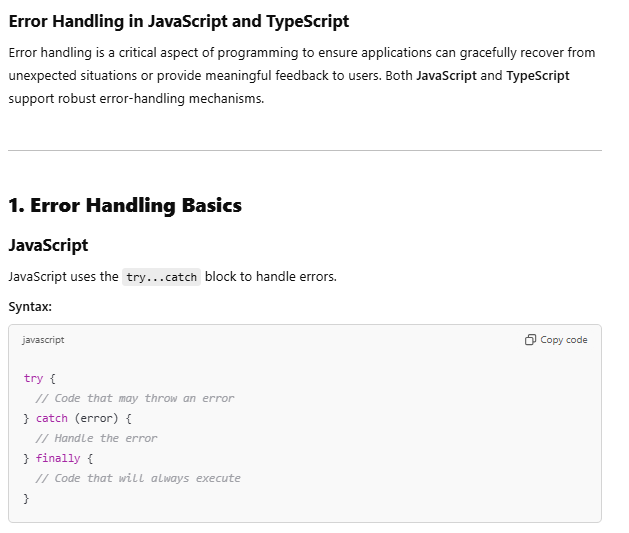 Error Handling in JavaScript and TypeScript
Error handling is a critical aspect of programming to ensure applications can gracefully recover from
unexpected situations or provide meaningful feedback to users. Both JavaScript and TypeScript
support robust error-handling mechanisms.
1. Error Handling Basics
JavaScript
JavaScript uses the try...catch block to handle errors.
Syntax:
javascript Copy code
try {
  // Code that may throw an error
} catch (error) {
  // Handle the error
} finally {
  // Code that will always execute
}